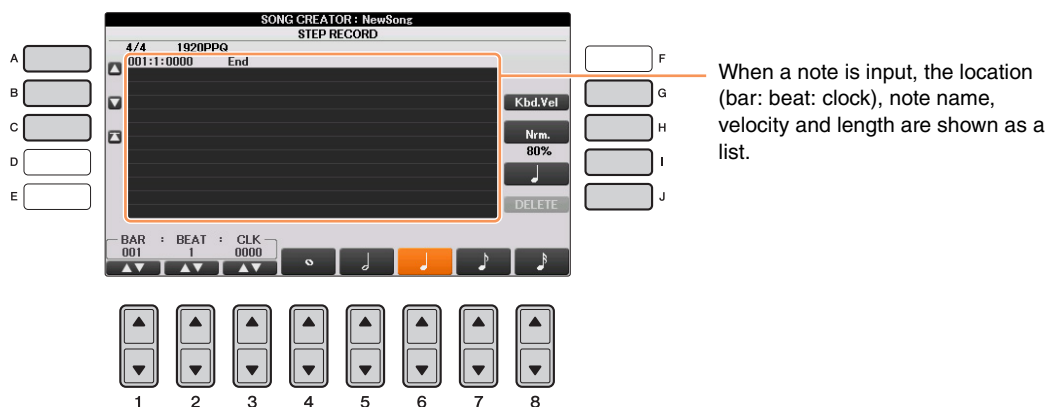 SONG CREATOR : NewSong
STEP RECORD
4/4 1920PPQ
001:1:0000 End
A
B
C
D
E
F
G
H
I
J
Kbd.Vel
Nrm.
80%
DELETE
BAR : BEAT : CLK
001 1 0000
1 2 3 4 5 6 7 8
When a note is input, the location
(bar: beat: clock), note name,
velocity and length are shown as a
list.